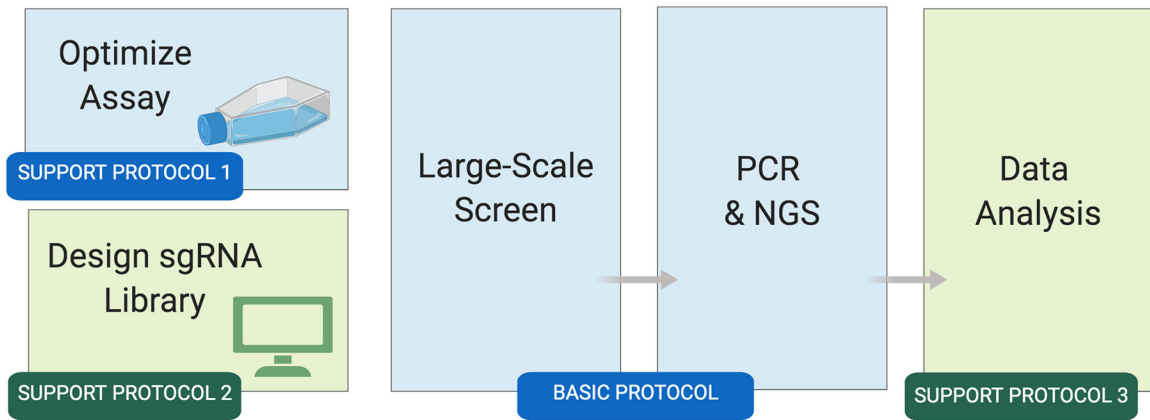 Optimize
Assay
SUPPORT PROTOCOL 1
Design sgRNA
Library
SUPPORT PROTOCOL 2
Large-Scale
Screen
PCR
& NGS
BASIC PROTOCOL
Data
Analysis
SUPPORT PROTOCOL 3